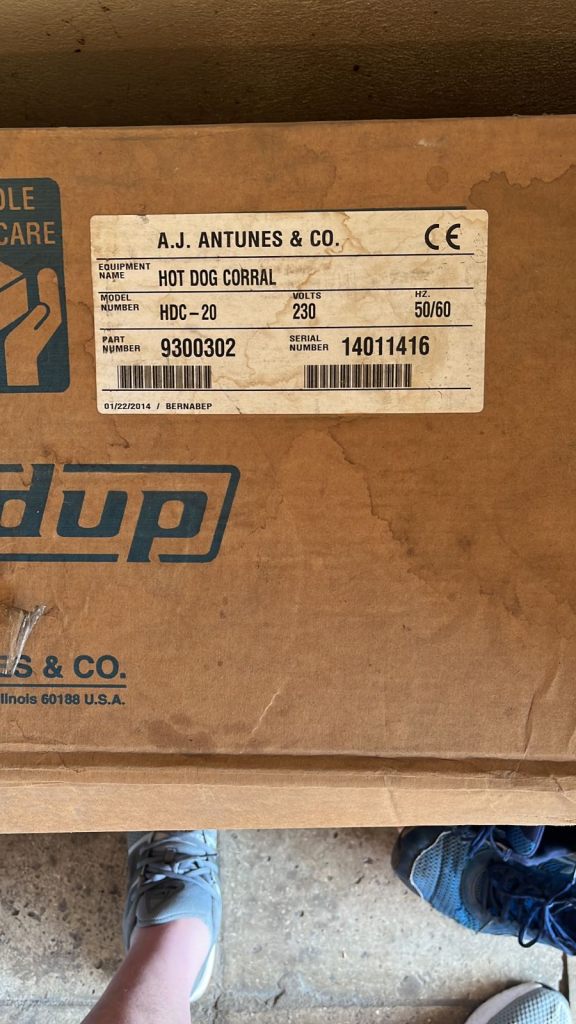 CARE
A.J. ANTUNES & CO. CE
EQUIPMENT NAME HOT DOG CORRAL
MODEL NUMBER HDC-20 VOLTS 230 HZ. 50/60
PART NUMBER 9300302 SERIAL NUMBER 14011416
01/22/2014 / BERNABEP
dup
ES & CO.
llinois 60188 U.S.A.